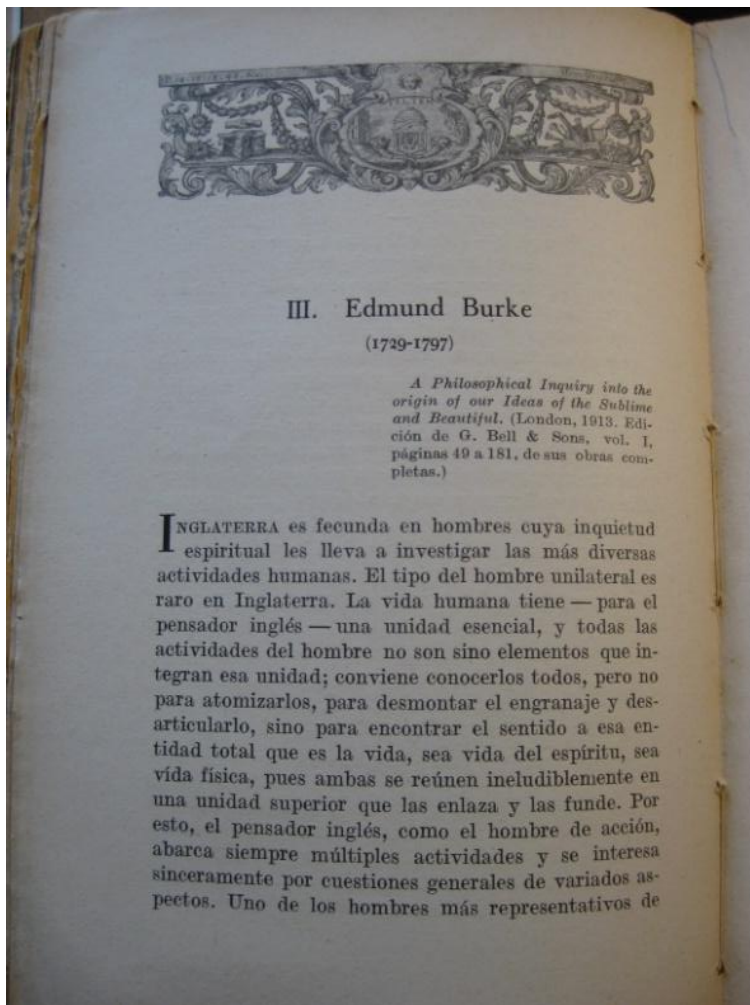 III. Edmund Burke
(1729-1797)
A Philosophical Inquiry into the
origin of our Ideas of the Sublime
and Beautiful. (London, 1913. Edi-
ción de G. Bell & Sons, vol. I,
páginas 49 a 181, de sus obras com-
pletas.)
INGLATERRA es fecunda en hombres cuya inquietud
espiritual les lleva a investigar las más diversas
actividades humanas. El tipo del hombre unilateral es
raro en Inglaterra. La vida humana tiene — para el
pensador inglés — una unidad esencial, y todas las
actividades del hombre no son sino elementos que in-
tegran esa unidad; conviene conocerlos todos, pero no
para atomizarlos, para desmontar el engranaje y des-
articularlo, sino para encontrar el sentido a esa en-
tidad total que es la vida, sea vida del espíritu, sea
vida física, pues ambas se reúnen ineludiblemente en
una unidad superior que las enlaza y las funde. Por
esto, el pensador inglés, como el hombre de acción,
abarca siempre múltiples actividades y se interesa
sinceramente por cuestiones generales de variados as-
pectos. Uno de los hombres más representativos de